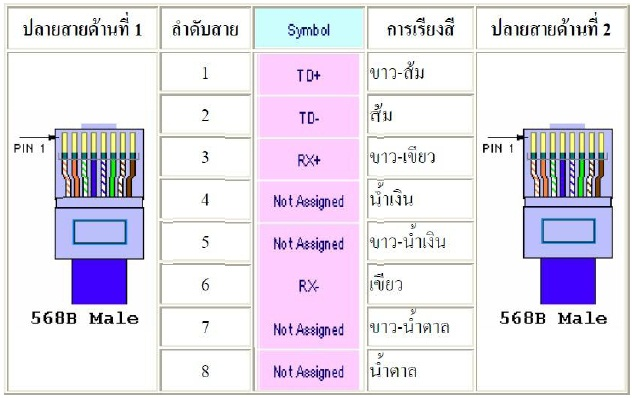 ปลายสายด้านที่ 1 ลำดับสาย Symbol การเรียงสี ปลายสายด้านที่ 2
1 TD+ ขาว-ส้ม
2 TD- ส้ม
PIN 1 3 RX+ ขาว-เขียว PIN 1
4 Not Assigned น้ำเงิน
5 Not Assigned ขาว-น้ำเงิน
6 RX- เขียว
568B Male 7 Not Assigned ขาว-น้ำตาล 568B Male
8 Not Assigned น้ำตาล